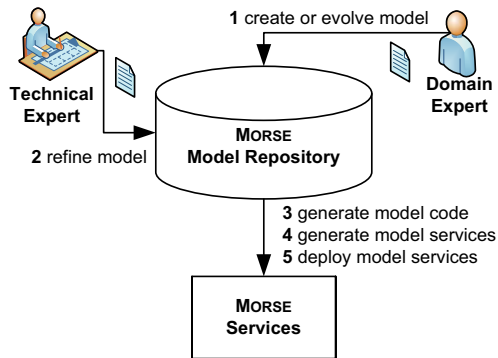 1 create or evolve model
Technical
Expert
Domain
Expert
MORSE
Model Repository
2 refine model
3 generate model code
4 generate model services
5 deploy model services
MORSE
Services